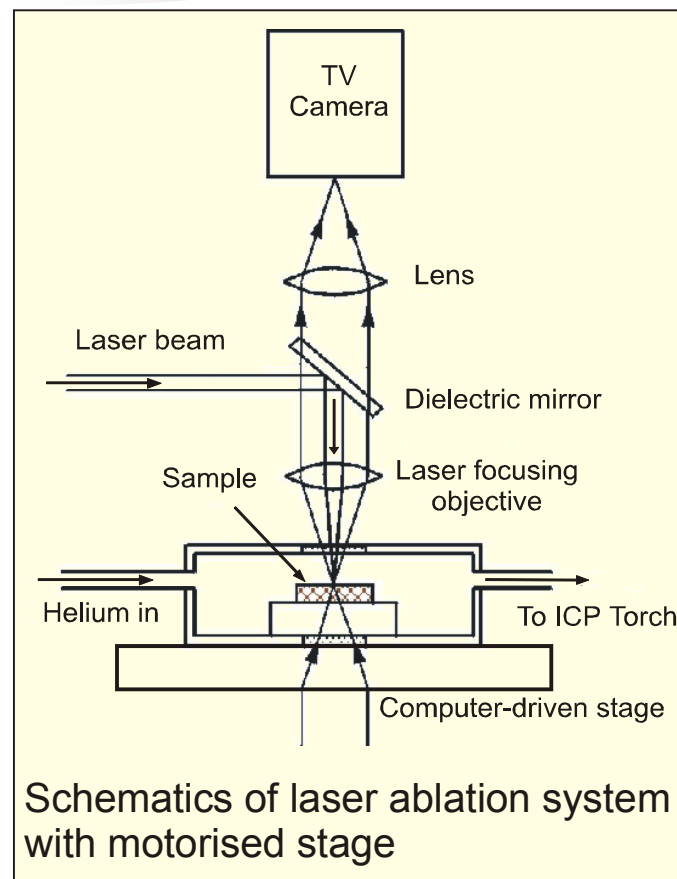 TV
Camera
Lens
Laser beam
Dielectric mirror
Laser focusing
objective
Sample
Helium in
To ICP Torch
Computer-driven stage
Schematics of laser ablation system
with motorised stage